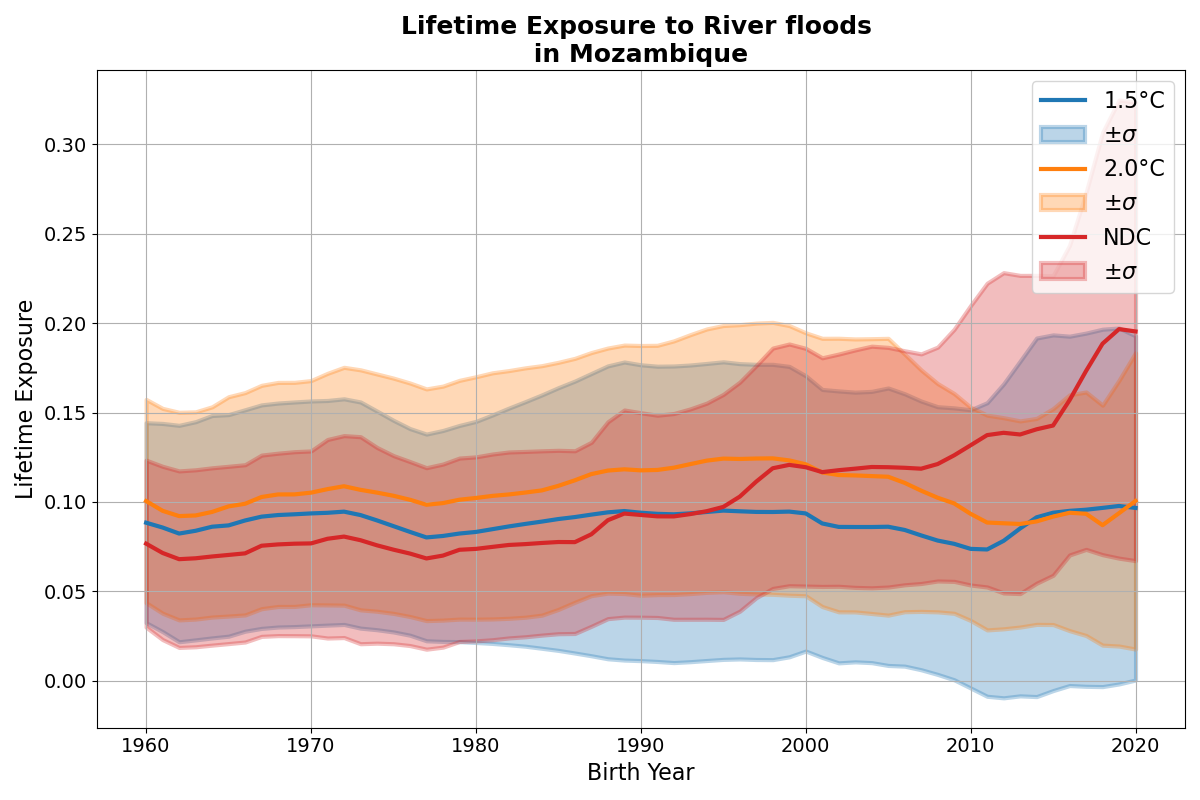 Lifetime Exposure to River floods
in Mozambique
Lifetime Exposure
0.30
0.25
0.20
0.15
0.10
0.05
0.00
1960
1970
1980
1990
2000
2010
2020
Birth Year
1.5°C
±σ
2.0°C
±σ
NDC
±σ